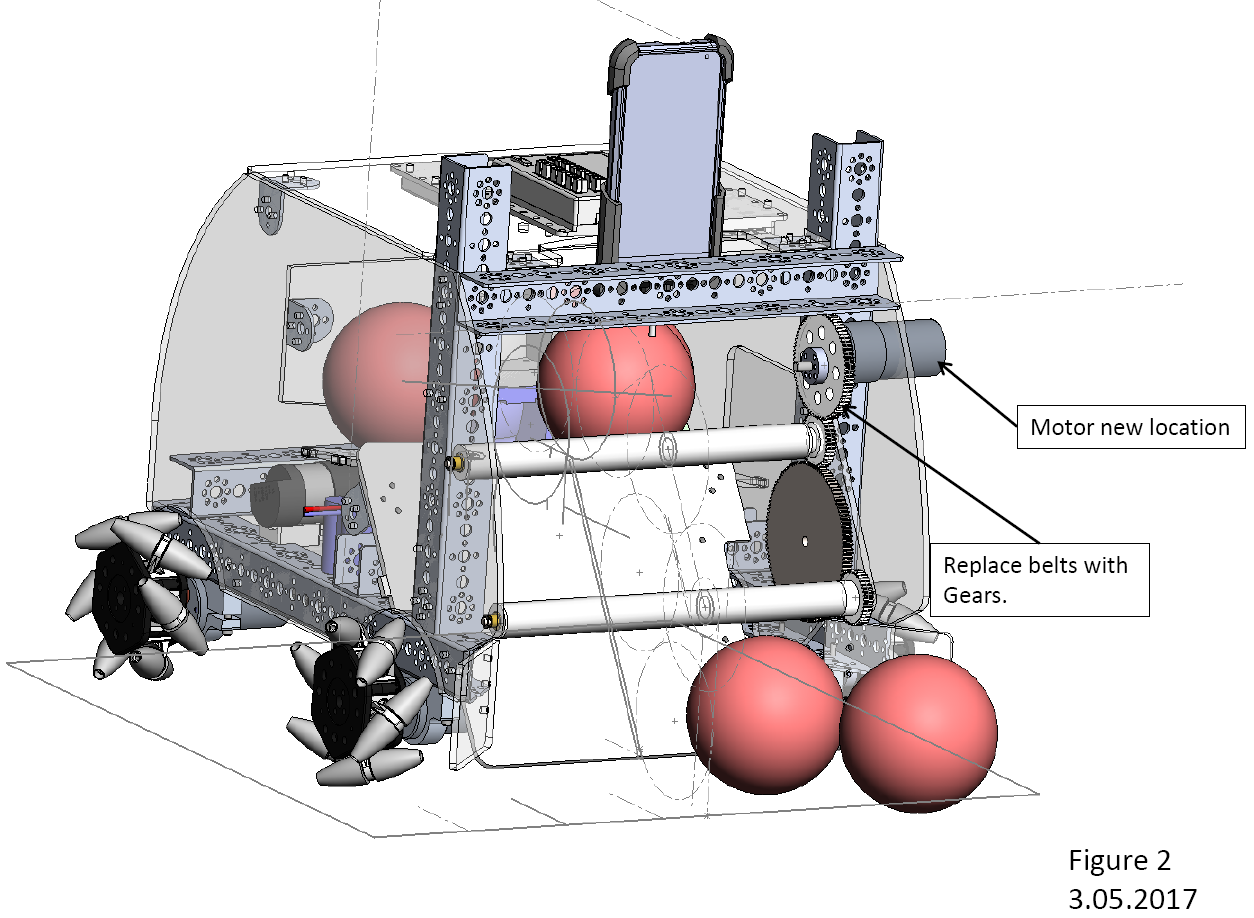 Motor new location
Replace belts with
Gears.
Figure 2
3.05.2017